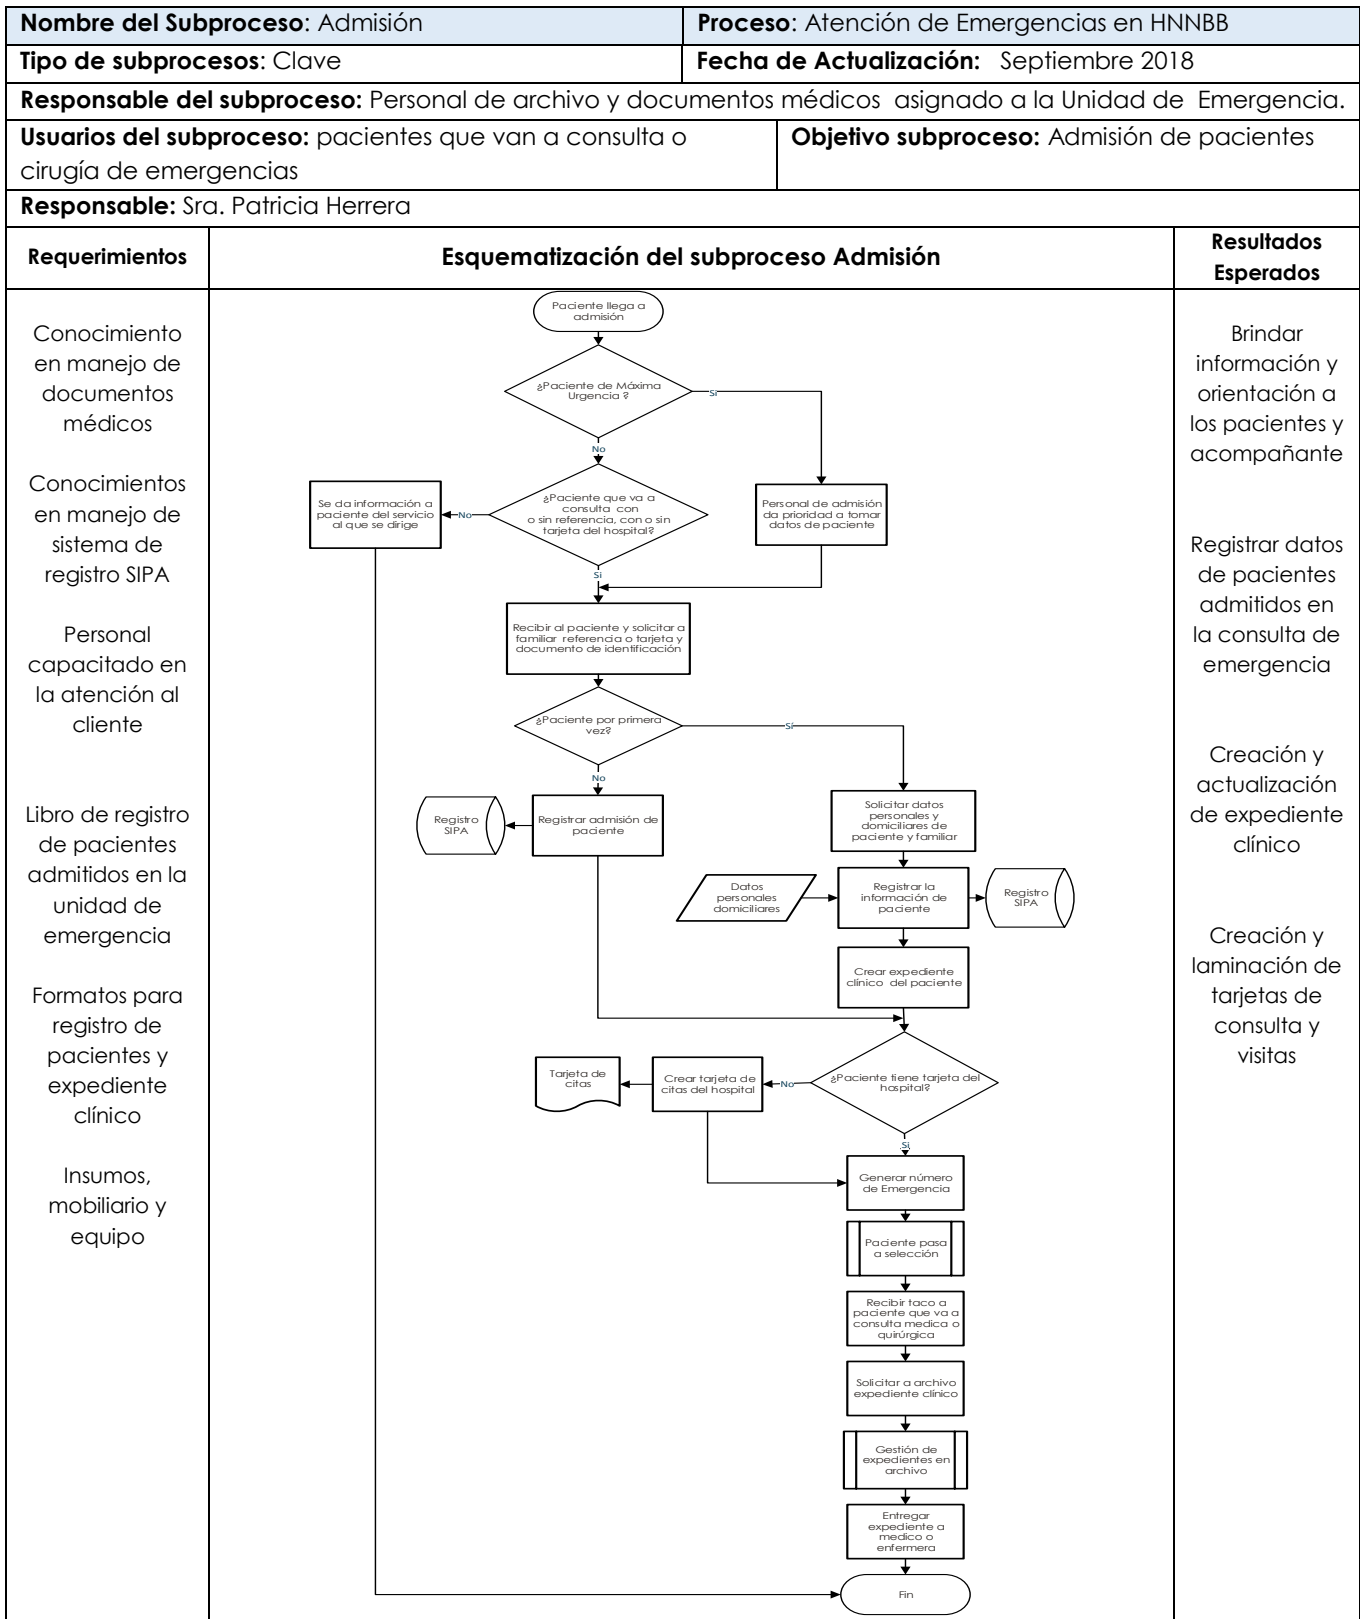 Nombre del Subproceso: Admisión
Proceso: Atención de Emergencias en HNNBB
Tipo de subprocesos: Clave
Fecha de Actualización: Septiembre 2018
Responsable del subproceso: Personal de archivo y documentos médicos asignado a la Unidad de Emergencia.
Usuarios del subproceso: pacientes que van a consulta o
cirugía de emergencias
Objetivo subproceso: Admisión de pacientes
Responsable: Sra. Patricia Herrera
Requerimientos
Esquematización del subproceso Admisión
Resultados
Esperados
Conocimiento
en manejo de
documentos
médicos
Conocimientos
en manejo de
sistema de
registro SIPA
Personal
capacitado en
la atención al
cliente
Libro de registro
de pacientes
admitidos en la
unidad de
emergencia
Formatos para
registro de
pacientes y
expediente
clínico
Insumos,
mobiliario y
equipo
Paciente llega a
admisión
¿Paciente de Máxima
Urgencia ?
Sí
No
¿Paciente que va a
consulta con
o sin referencia, con o sin
tarjeta del hospital?
No
Se da información a
paciente del servicio
al que se dirige
Personal de admisión
da prioridad a tomar
datos de paciente
Si
Recibir al paciente y solicitar a
familiar referencia o tarjeta y
documento de identificación
¿Paciente por primera
vez?
Sí
No
Registro
SIPA
Registrar admisión de
paciente
Solicitar datos
personales y
domiciliares de
paciente y familiar
Datos
personales
domiciliares
Registrar la
información de
paciente
Registro
SIPA
Crear expediente
clínico del paciente
¿Paciente tiene tarjeta del
hospital?
No
Crear tarjeta de
citas del hospital
Tarjeta de
citas
Si
Generar número
de Emergencia
Paciente pasa
a selección
Recibir taco a
paciente que va a
consulta medica o
quirúrgica
Solicitar a archivo
expediente clínico
Gestión de
expedientes en
archivo
Entregar
expediente a
medico o
enfermera
Fin
Brindar
información y
orientación a
los pacientes y
acompañante
Registrar datos
de pacientes
admitidos en
la consulta de
emergencia
Creación y
actualización
de expediente
clínico
Creación y
laminación de
tarjetas de
consulta y
visitas